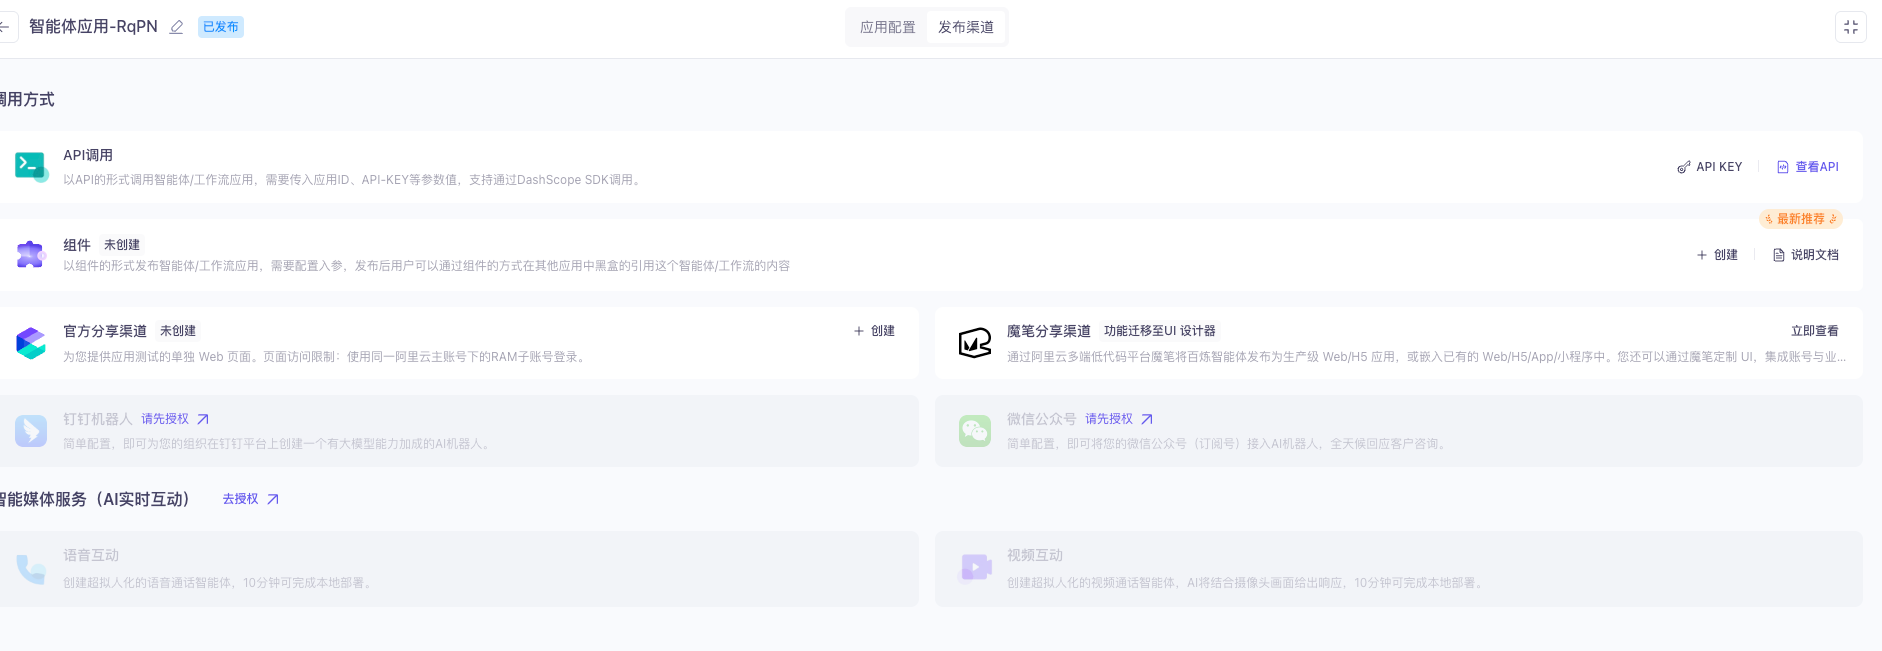 智能体应用-RqPN 已发布 应用配置 发布渠道
调用方式
API调用
以API的形式调用智能体/工作流应用，需要传入应用ID、API-KEY等参数值，支持通过DashScope SDK调用。
API KEY 查看API
最新推荐
组件 未创建
以组件的形式发布智能体/工作流应用，需要配置入参，发布后用户可以通过组件的方式在其他应用中黑盒的引用这个智能体/工作流的内容
创建 说明文档
官方分享渠道 未创建 创建
为您提供应用测试的单独 Web 页面。页面访问限制：使用同一阿里云主账号下的RAM子账号登录。
魔笔分享渠道 功能迁移至UI 设计器 立即查看
通过阿里云多端低代码平台魔笔将百炼智能体发布为生产级 Web/H5 应用，或嵌入已有的 Web/H5/App/小程序中。您还可以通过魔笔定制 UI，集成账号与业...
钉钉机器人 请先授权
简单配置，即可为您的组织在钉钉平台上创建一个有大模型能力加成的AI机器人。
微信公众号 请先授权
简单配置，即可将您的微信公众号（订阅号）接入AI机器人，全天候回应客户咨询。
智能媒体服务（AI实时互动） 去授权
语音互动
创建超拟人化的语音通话智能体，10分钟可完成本地部署。
视频互动
创建超拟人化的视频通话智能体，AI将结合摄像头画面给出响应，10分钟可完成本地部署。